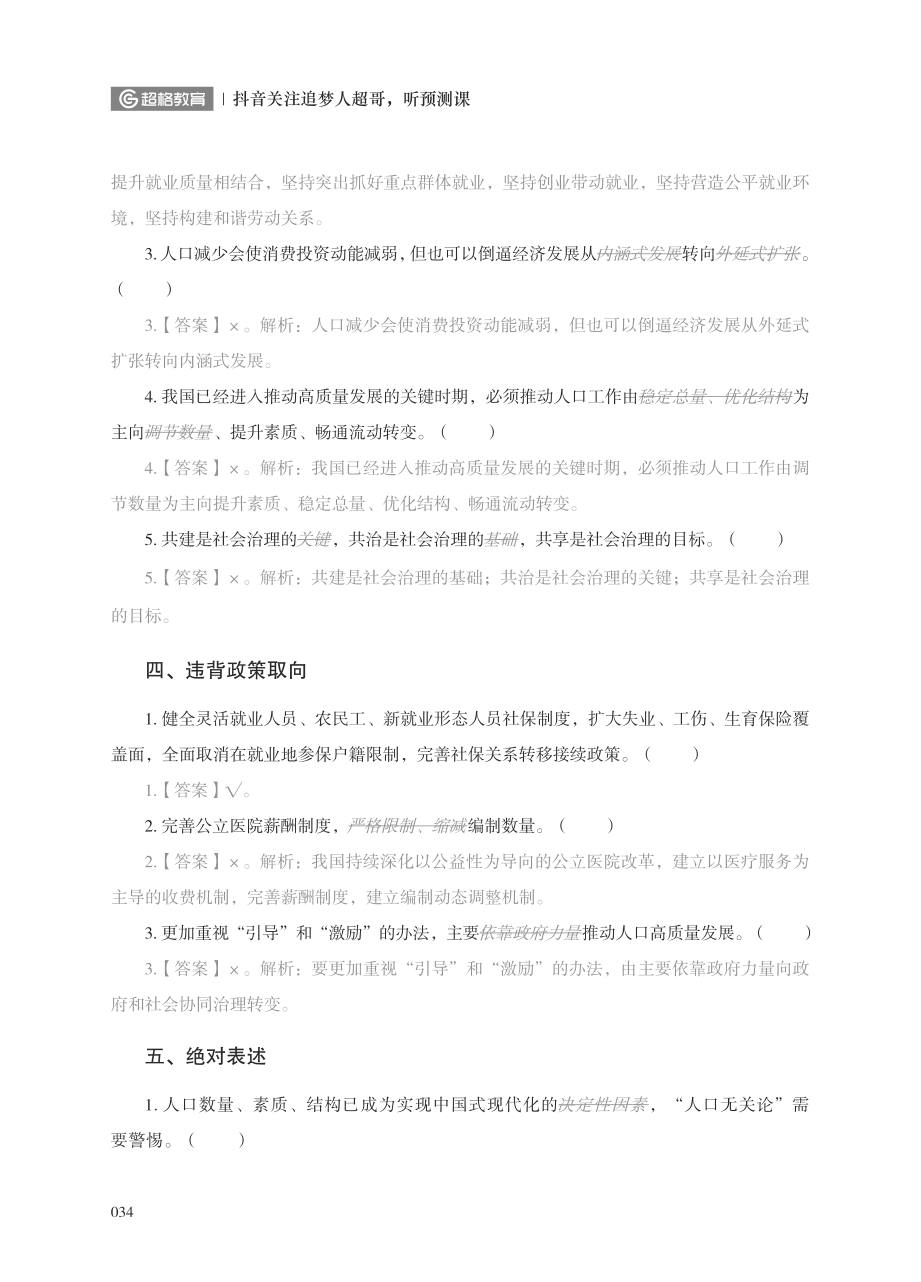 超格教育 | 抖音关注追梦人超哥，听预测课
提升就业质量相结合，坚持突出抓好重点群体就业，坚持创业带动就业，坚持营造公平就业环
境，坚持构建和谐劳动关系。
3. 人口减少会使消费投资动能减弱，但也可以倒逼经济发展从内涵式发展转向外延式扩张。
（　　）
3.【答案】×。解析：人口减少会使消费投资动能减弱，但也可以倒逼经济发展从外延式
扩张转向内涵式发展。
4. 我国已经进入推动高质量发展的关键时期，必须推动人口工作由稳定总量、优化结构为
主向调节数量、提升素质、畅通流动转变。（　　）
4.【答案】×。解析：我国已经进入推动高质量发展的关键时期，必须推动人口工作由调
节数量为主向提升素质、稳定总量、优化结构、畅通流动转变。
5. 共建是社会治理的关键，共治是社会治理的基础，共享是社会治理的目标。（　　）
5.【答案】×。解析：共建是社会治理的基础；共治是社会治理的关键；共享是社会治理
的目标。
四、违背政策取向
1. 健全灵活就业人员、农民工、新就业形态人员社保制度，扩大失业、工伤、生育保险覆
盖面，全面取消在就业地参保户籍限制，完善社保关系转移接续政策。（　　）
1.【答案】√。
2. 完善公立医院薪酬制度，严格限制、缩减编制数量。（　　）
2.【答案】×。解析：我国持续深化以公益性为导向的公立医院改革，建立以医疗服务为
主导的收费机制，完善薪酬制度，建立编制动态调整机制。
3. 更加重视“引导”和“激励”的办法，主要依靠政府力量推动人口高质量发展。（　　）
3.【答案】×。解析：要更加重视“引导”和“激励”的办法，由主要依靠政府力量向政
府和社会协同治理转变。
五、绝对表述
1. 人口数量、素质、结构已成为实现中国式现代化的决定性因素，“人口无关论”需
要警惕。（　　）
034